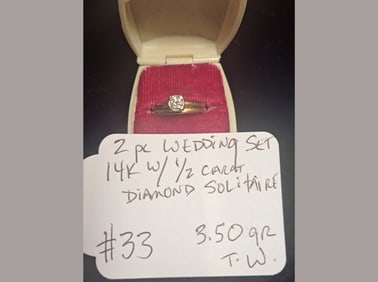 2 pc WEDDING SET
14K W/ 1/2 CARAT
DIAMOND SOLITAIRE
#33 3.50 gr
T.W.